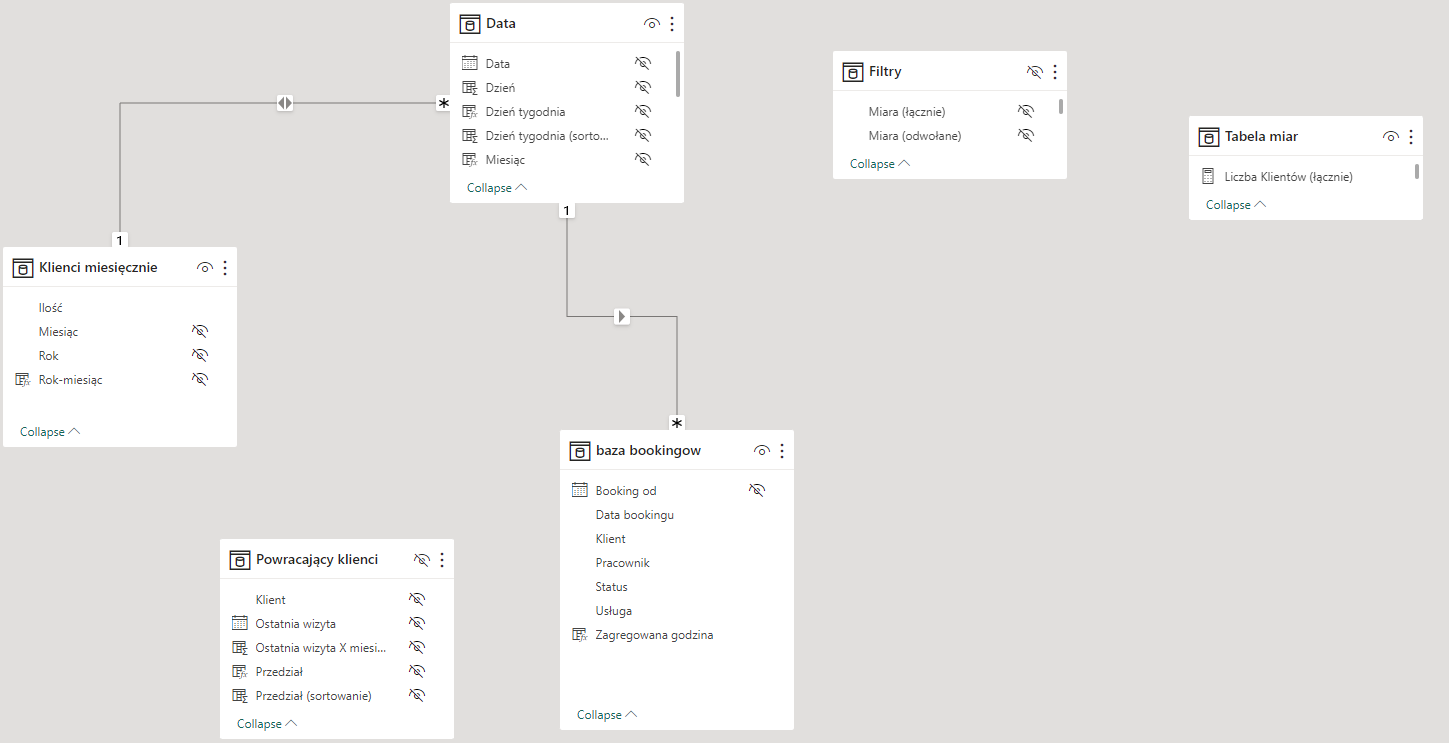 Data
Data
Dzień
Dzień tygodnia
Dzień tygodnia (sorto...
Miesiąc
Collapse
Filtry
Miara (łącznie)
Miara (odwołane)
Collapse
Tabela miar
Liczba Klientów (łącznie)
Collapse
*
1
1
Klienci miesięcznie
Ilość
Miesiąc
Rok
Rok-miesiąc
Collapse
*
baza bookingow
Booking od
Data bookingu
Klient
Pracownik
Status
Usługa
Zagregowana godzina
Collapse
Powracający klienci
Klient
Ostatnia wizyta
Ostatnia wizyta X miesi...
Przedział
Przedział (sortowanie)
Collapse